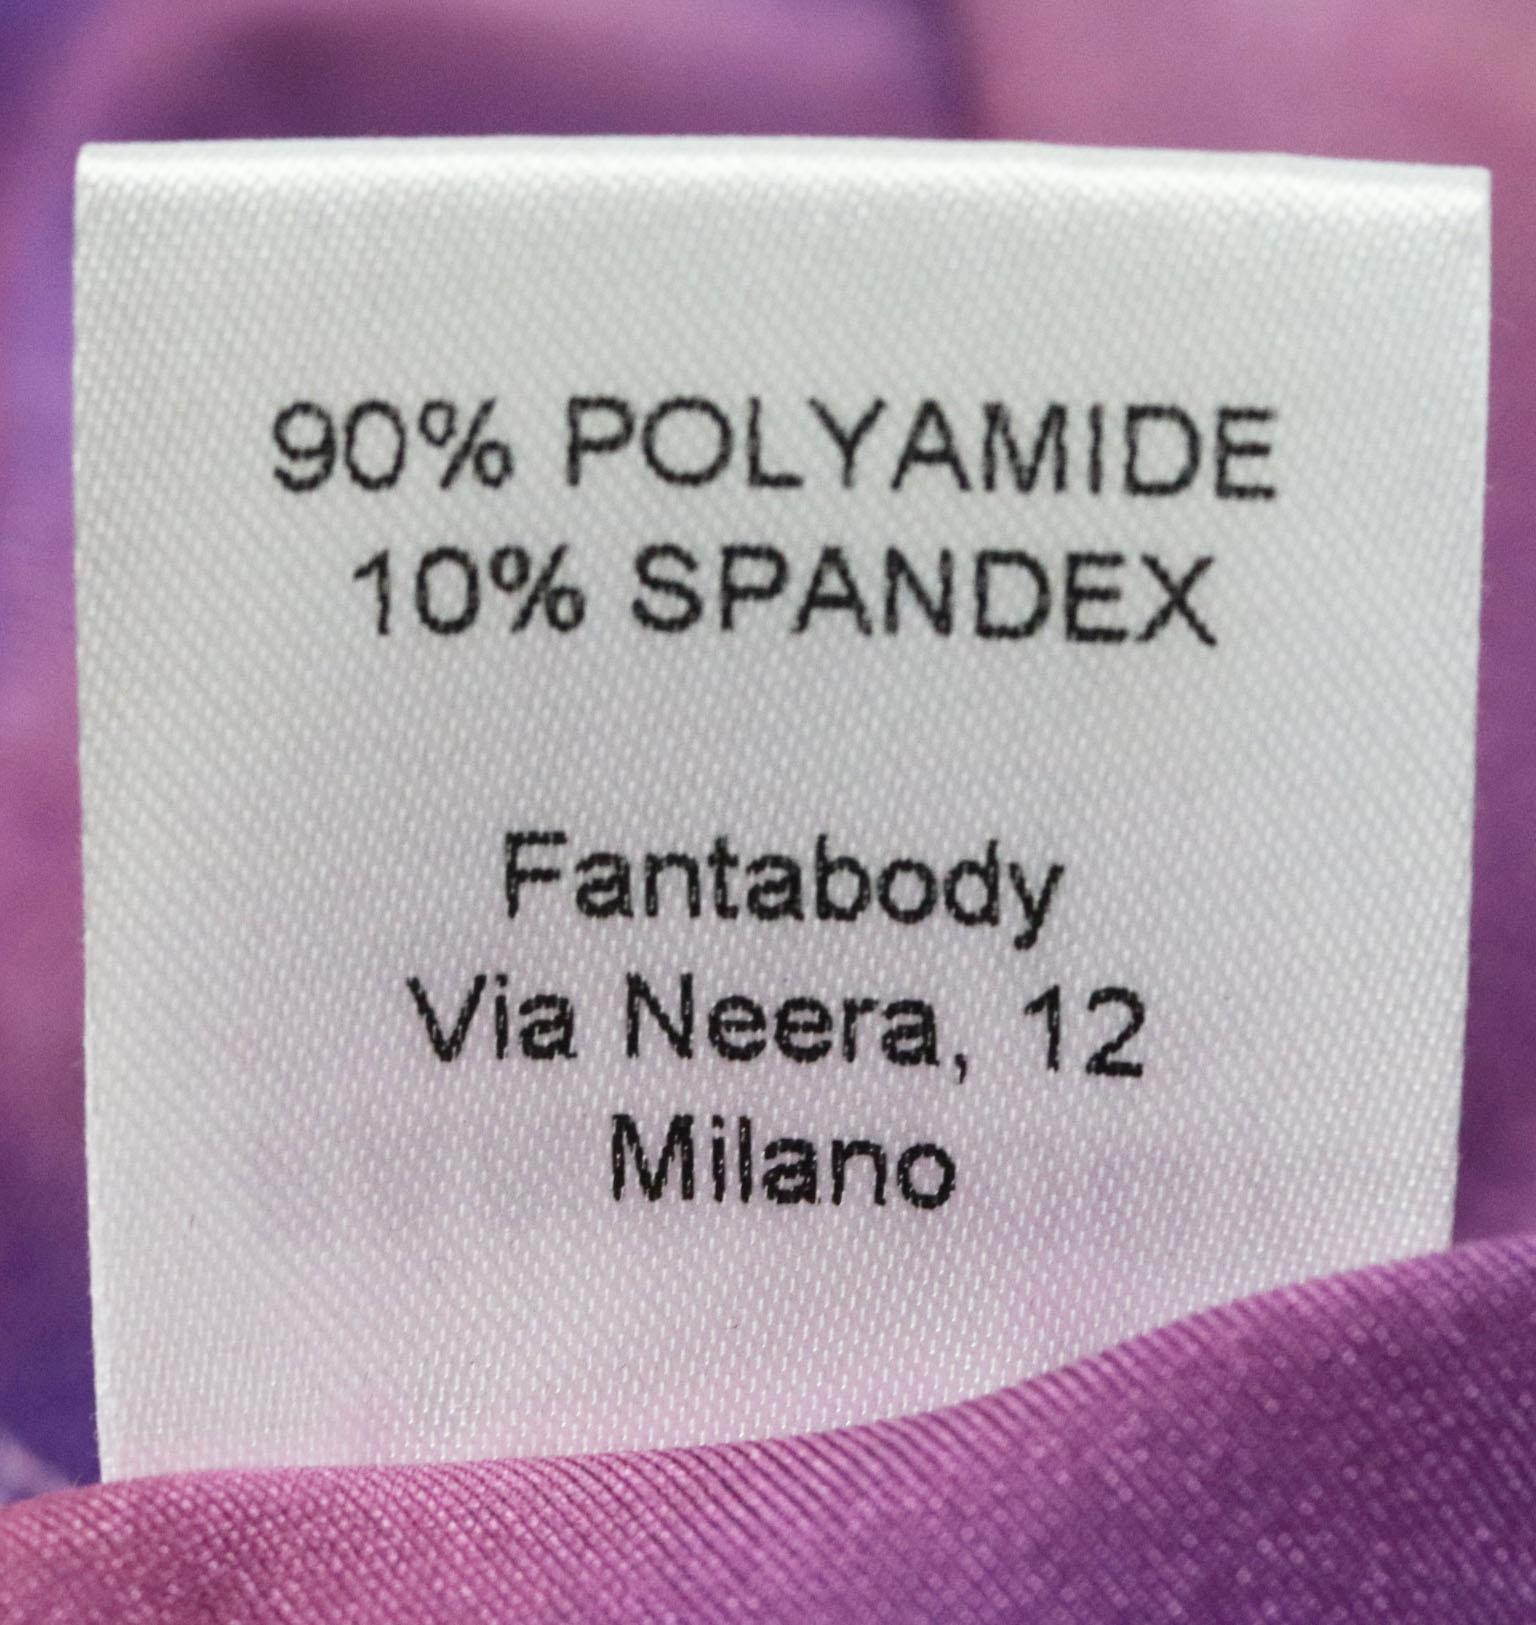 90% POLYAMIDE
10% SPANDEX
Fantabody
Via Neera, 12
Milano